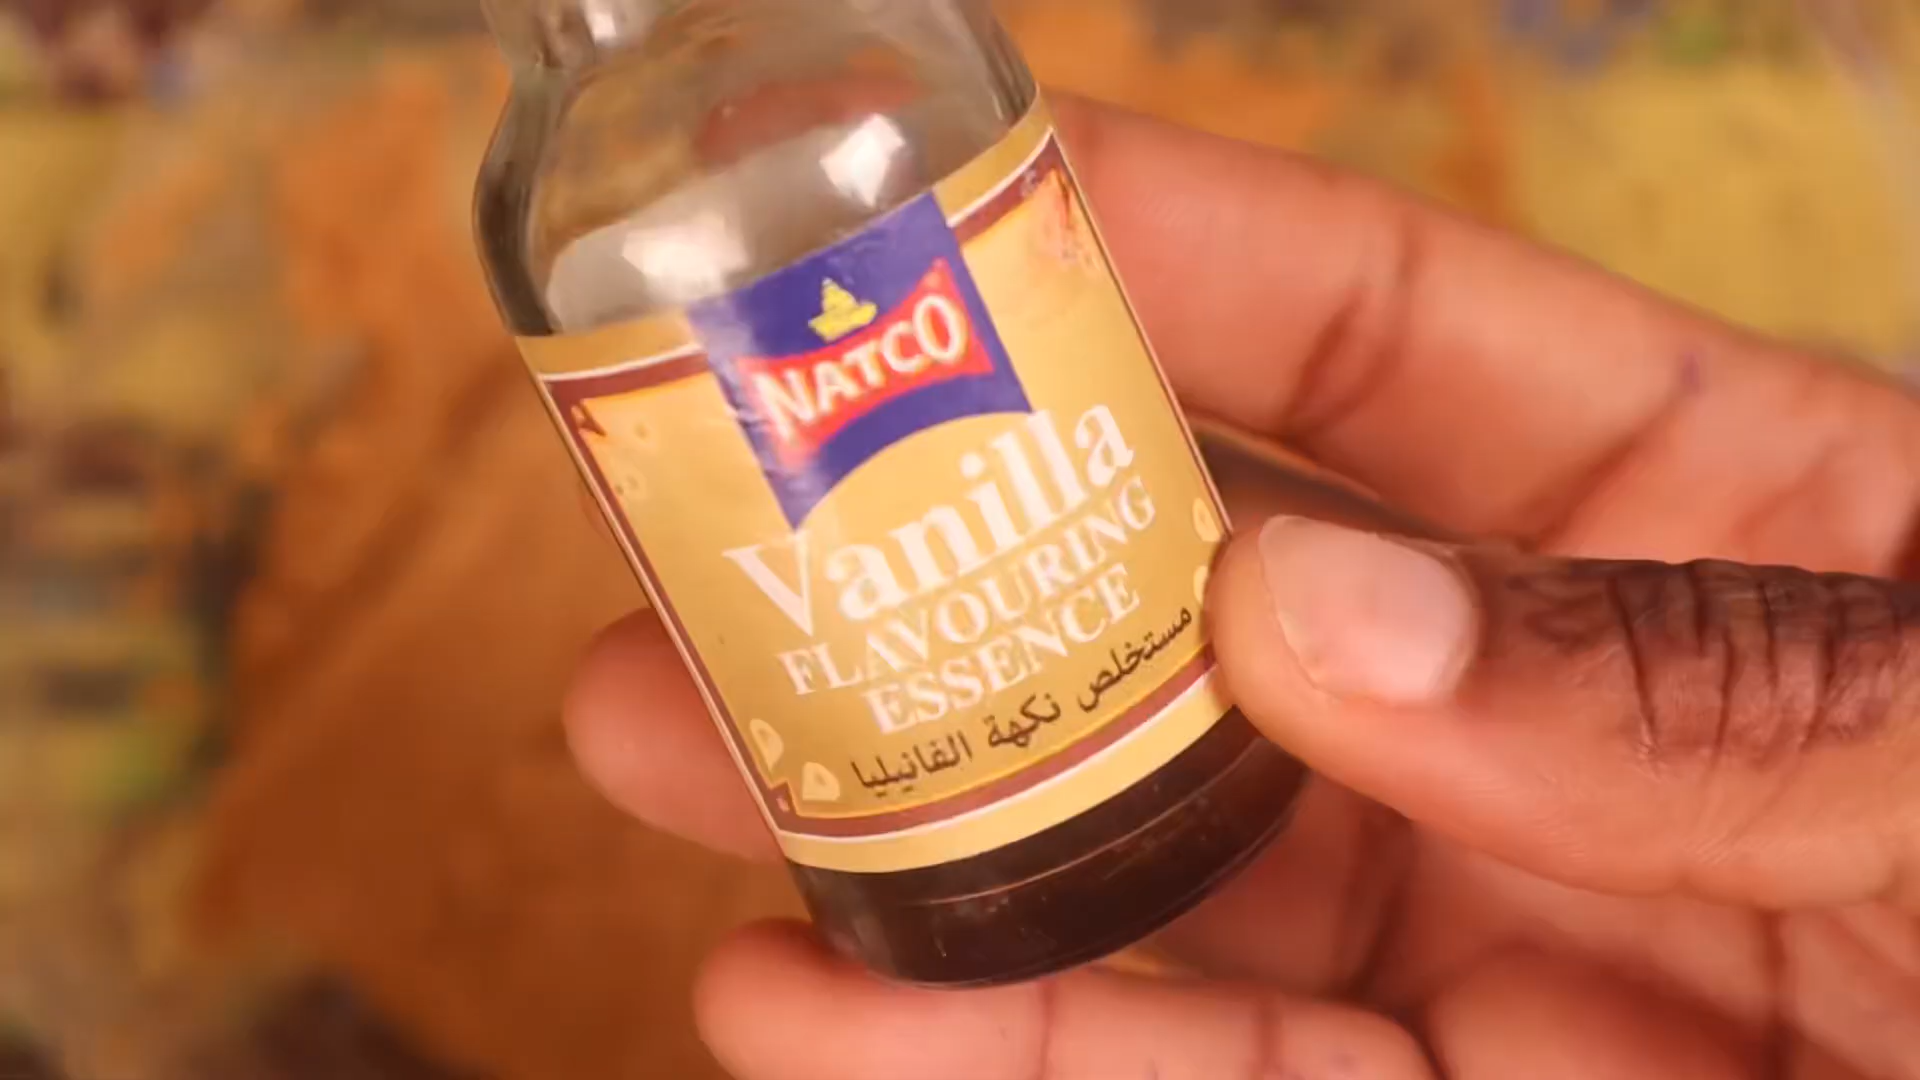 NATCO
Vanilla
FLAVOURING
ESSENCE
مستخلص نكهة الفانيليا